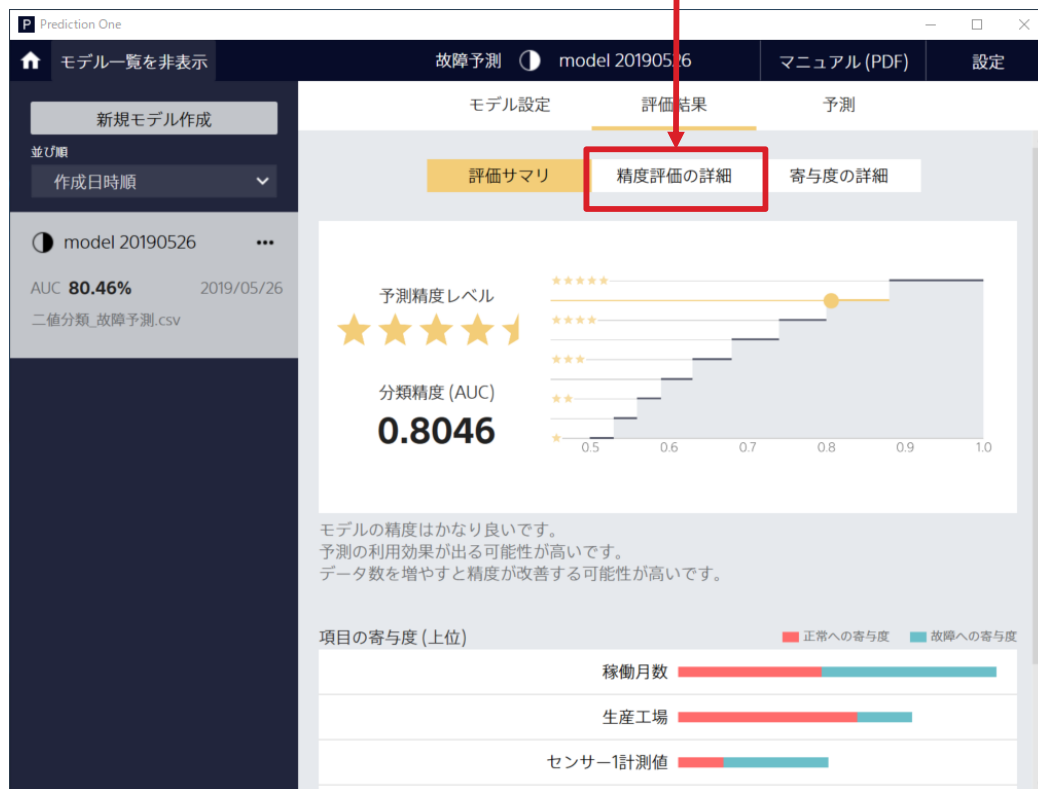 P Prediction One
モデル一覧を非表示
故障予測 model 20190526
マニュアル (PDF)
設定
新規モデル作成
並び順
作成日時順
model 20190526 •••
AUC 80.46% 2019/05/26
二値分類_故障予測.csv
モデル設定 評価結果 予測
評価サマリ 精度評価の詳細 寄与度の詳細
予測精度レベル
分類精度 (AUC)
0.8046
0.5 0.6 0.7 0.8 0.9 1.0
モデルの精度はかなり良いです。
予測の利用効果が出る可能性が高いです。
データ数を増やすと精度が改善する可能性が高いです。
項目の寄与度 (上位) 正常への寄与度 故障への寄与度
稼働月数
生産工場
センサー1計測値